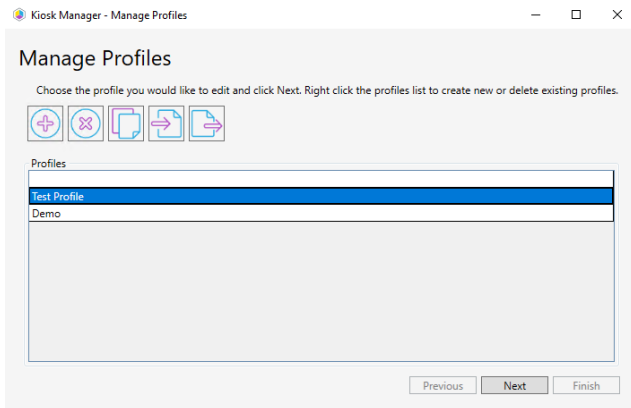 Kiosk Manager - Manage Profiles
Manage Profiles
Choose the profile you would like to edit and click Next. Right click the profiles list to create new or delete existing profiles.
Profiles
Test Profile
Demo
Previous Next Finish